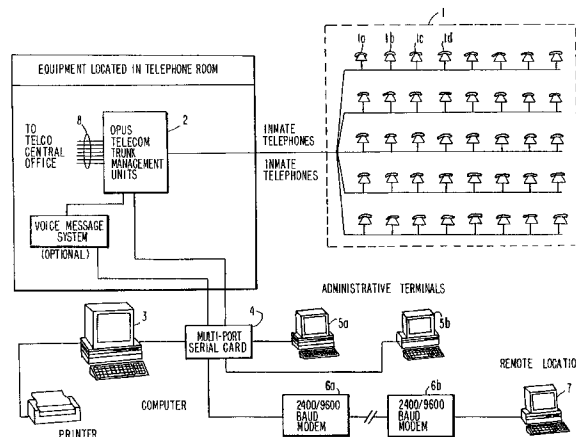 1
1a 1b 1c 1d
EQUIPMENT LOCATED IN TELEPHONE ROOM
8
2
TO
TELCO
CENTRAL
OFFICE
OPUS
TELECOM
TRUNK
MANAGEMENT
UNITS
INMATE
TELEPHONES
INMATE
TELEPHONES
VOICE MESSAGE
SYSTEM
(OPTIONAL)
ADMINISTRATIVE TERMINALS
3
4
5a
5b
MULTI-PORT
SERIAL CARD
REMOTE LOCATION
6a
6b
7
COMPUTER
2400/9600
BAUD
MODEM
2400/9600
BAUD
MODEM
PRINTER